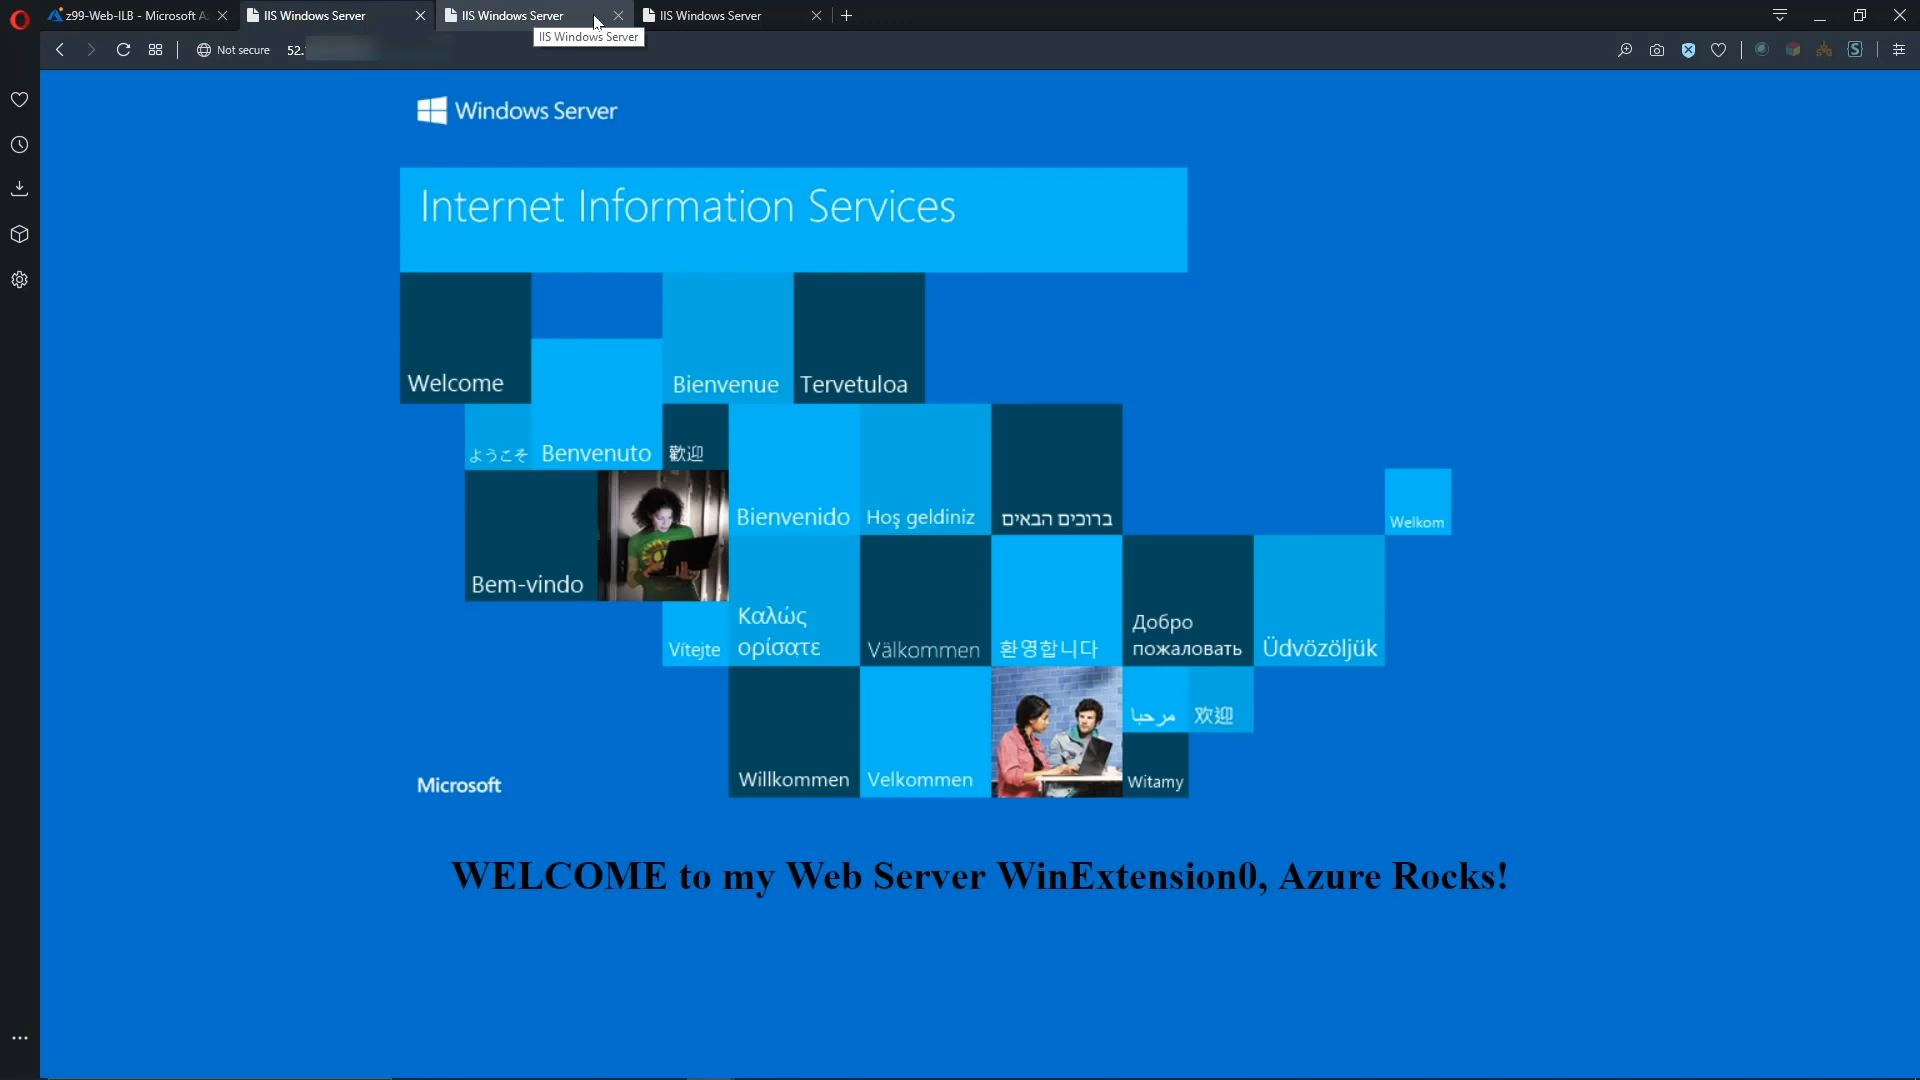 z99-Web-ILB - Microsoft A
IIS Windows Server
IIS Windows Server
IIS Windows Server
IIS Windows Server
Not secure
52.
Windows Server
Internet Information Services
Welcome
Bienvenue
Tervetuloa
ようこそ
Benvenuto
歡迎
Bienvenido
Hoş geldiniz
ברוכים הבאים
Welkom
Bem-vindo
Vítejte
Καλώς
ορίσατε
Välkommen
환영합니다
Добро
пожаловать
Üdvözöljük
مرحبا
欢迎
Microsoft
Willkommen
Velkommen
Witamy
WELCOME to my Web Server WinExtension0, Azure Rocks!